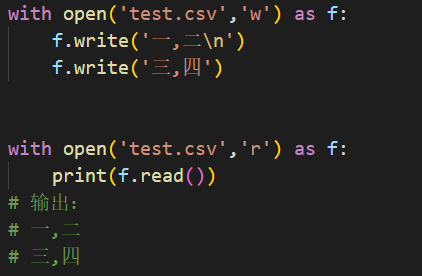 with open('test.csv','w') as f:
    f.write('一,二\n')
    f.write('三,四')
with open('test.csv','r') as f:
    print(f.read())
# 输出：
# 一,二
# 三,四